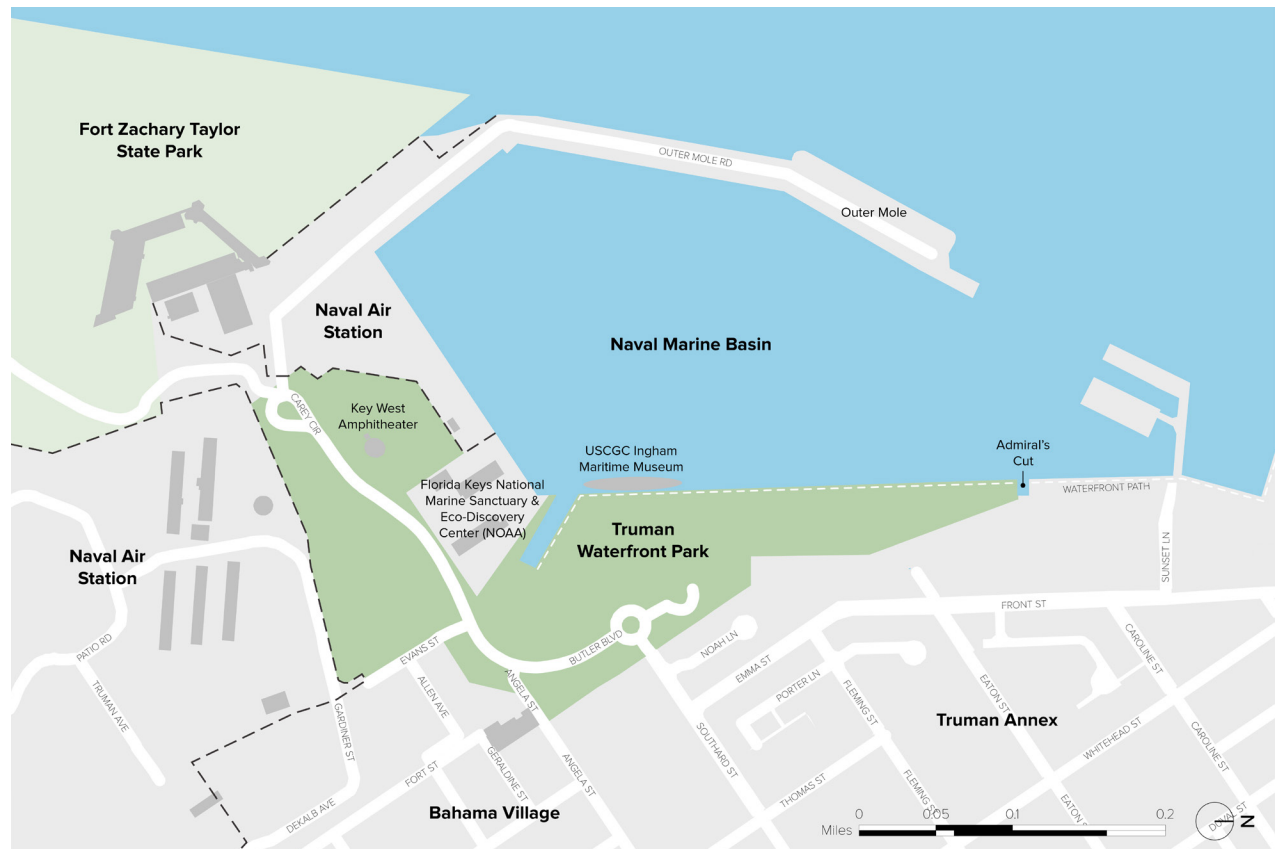 Fort Zachary Taylor
State Park
OUTER MOLE RD
Outer Mole
Naval Air
Station
Naval Marine Basin
CAREY CIR
Key West
Amphitheater
USCGC Ingham
Maritime Museum
Admiral's
Cut
WATERFRONT PATH
Florida Keys National
Marine Sanctuary &
Eco-Discovery
Center (NOAA)
Truman
Waterfront Park
Naval Air
Station
SUNSET LN
FRONT ST
PATIO RD
EVANS ST
BUTLER BLVD
NOAH LN
EMMA ST
PORTER LN
CAROLINE ST
TRUMAN AVE
ALLEN AVE
ANGELA ST
FLEMING ST
EATON ST
Truman Annex
GARDINER ST
SOUTHARD ST
WHITEHEAD ST
CAROLINE ST
FORT ST
GERALDINE ST
ANGELA ST
THOMAS ST
FLEMING S
EATON S
DEKALB AVE
Bahama Village
DUVAL ST
0
0.05
0.1
0.2
Miles
N